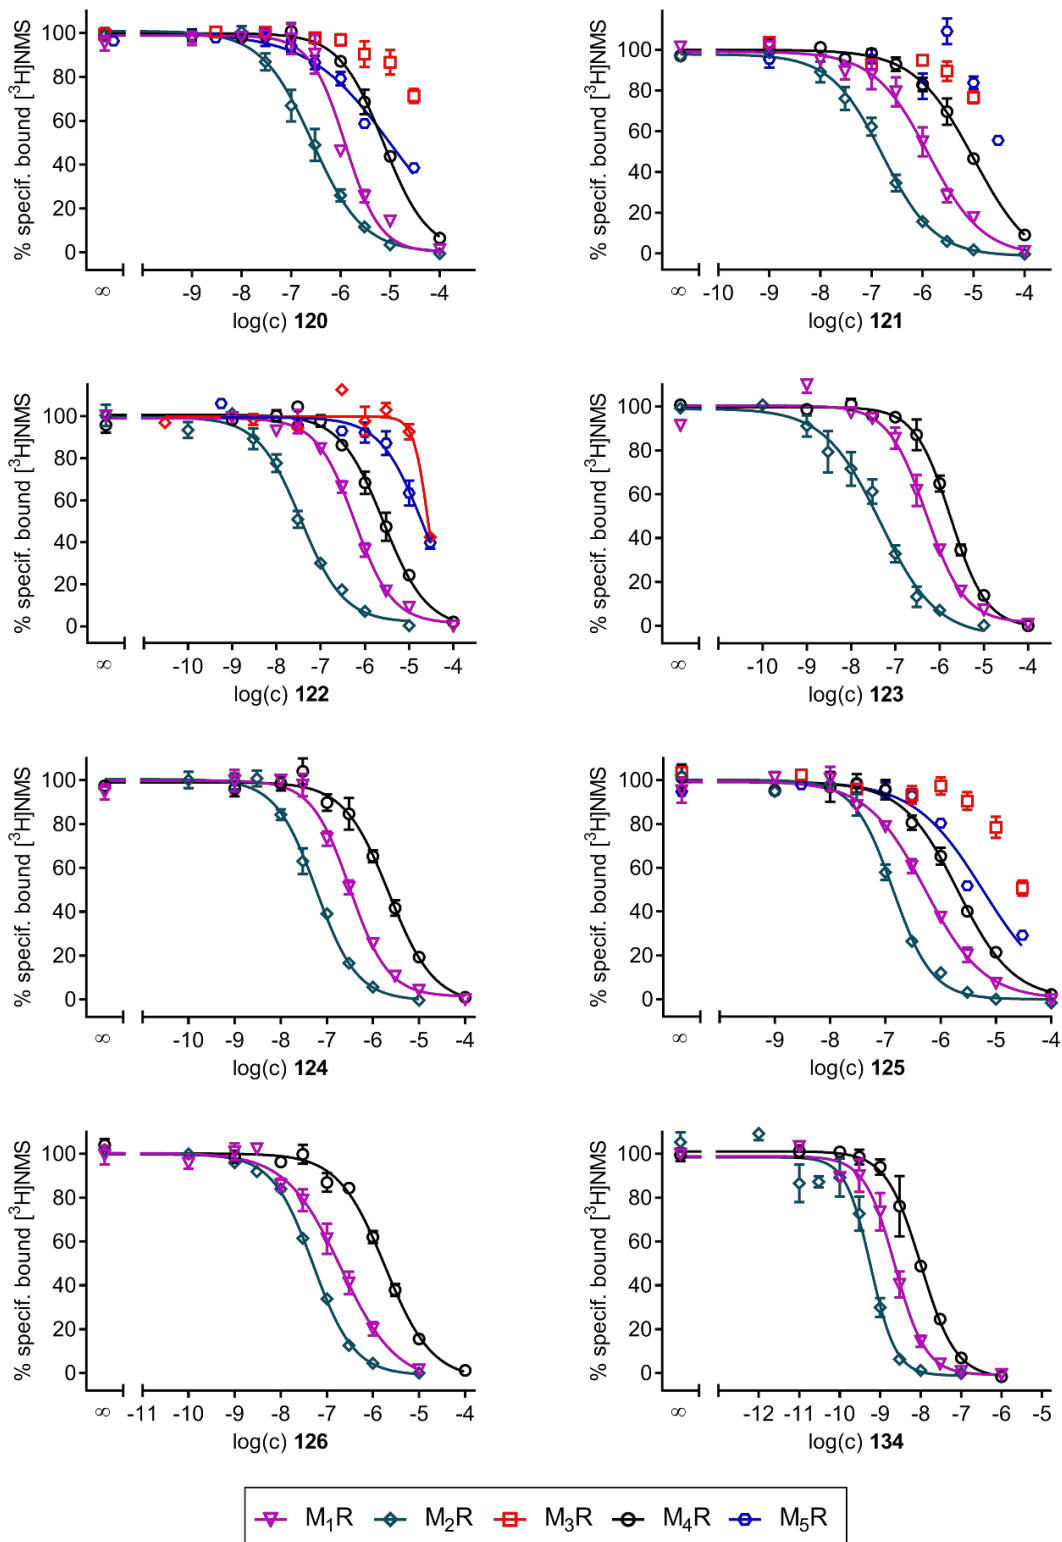 % specif. bound [³H]NMS
100
80
60
40
20
0
∞ -9 -8 -7 -6 -5 -4
log(c) 120
% specif. bound [³H]NMS
100
80
60
40
20
0
∞ -10 -9 -8 -7 -6 -5 -4
log(c) 121
% specif. bound [³H]NMS
100
80
60
40
20
0
∞ -10 -9 -8 -7 -6 -5 -4
log(c) 122
% specif. bound [³H]NMS
100
80
60
40
20
0
∞ -10 -9 -8 -7 -6 -5 -4
log(c) 123
% specif. bound [³H]NMS
100
80
60
40
20
0
∞ -10 -9 -8 -7 -6 -5 -4
log(c) 124
% specif. bound [³H]NMS
100
80
60
40
20
0
∞ -9 -8 -7 -6 -5 -4
log(c) 125
% specif. bound [³H]NMS
100
80
60
40
20
0
∞ -11 -10 -9 -8 -7 -6 -5 -4
log(c) 126
% specif. bound [³H]NMS
100
80
60
40
20
0
∞ -12 -11 -10 -9 -8 -7 -6 -5
log(c) 134
M₁R M₂R M₃R M₄R M₅R